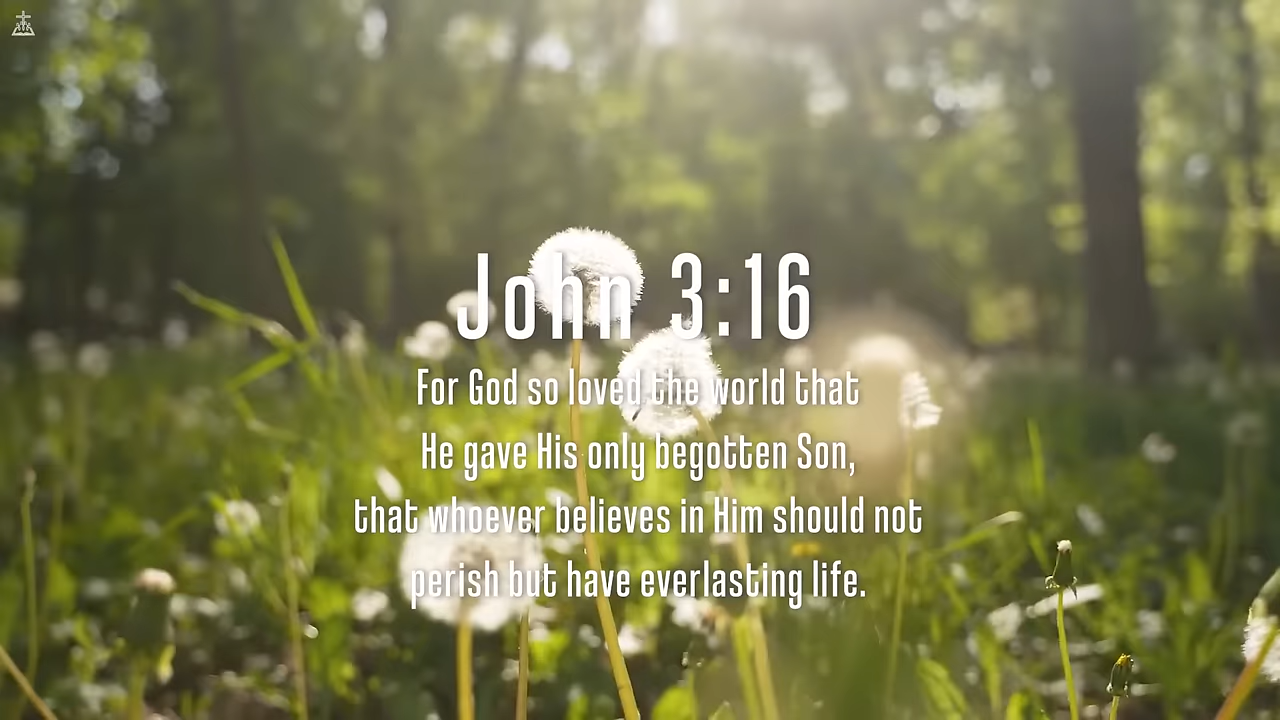 John 3:16
For God so loved the world that
He gave His only begotten Son,
that whoever believes in Him should not
perish but have everlasting life.